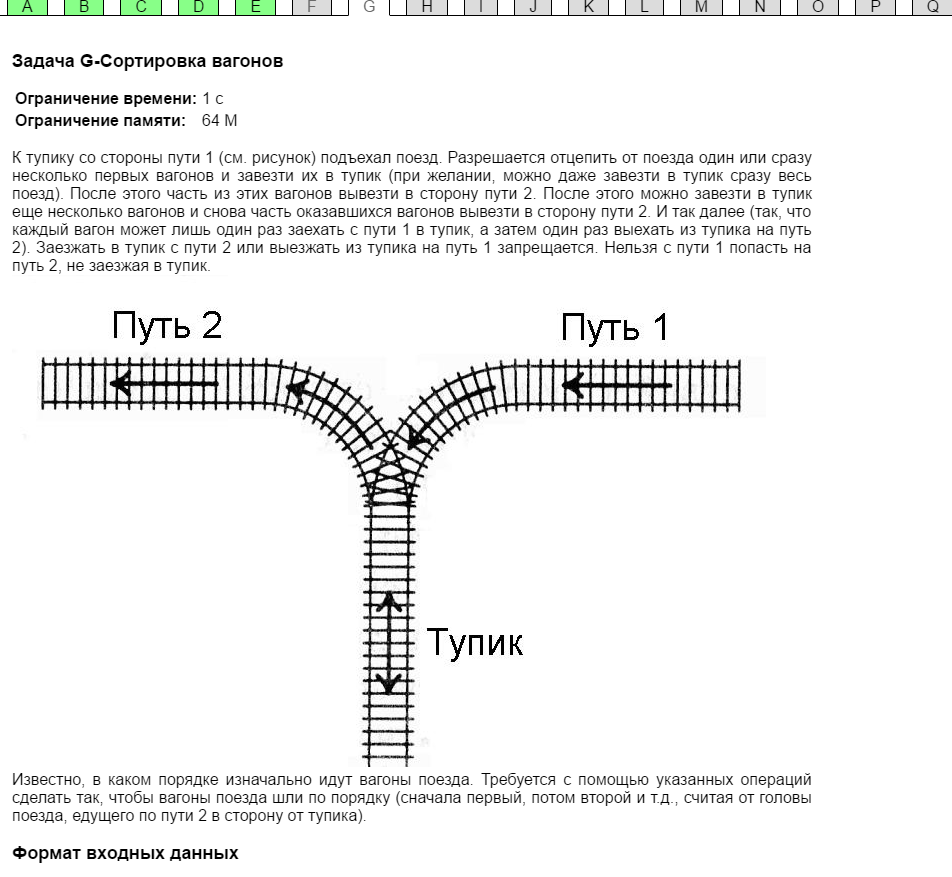 A B C D E F G H I J K L M N O P Q
Задача G-Сортировка вагонов
Ограничение времени: 1 с
Ограничение памяти: 64 М
К тупику со стороны пути 1 (см. рисунок) подъехал поезд. Разрешается отцепить от поезда один или сразу
несколько первых вагонов и завезти их в тупик (при желании, можно даже завезти в тупик сразу весь
поезд). После этого часть из этих вагонов вывезти в сторону пути 2. После этого можно завезти в тупик
еще несколько вагонов и снова часть оказавшихся вагонов вывезти в сторону пути 2. И так далее (так, что
каждый вагон может лишь один раз заехать с пути 1 в тупик, а затем один раз выехать из тупика на путь
2). Заезжать в тупик с пути 2 или выезжать из тупика на путь 1 запрещается. Нельзя с пути 1 попасть на
путь 2, не заезжая в тупик.
Путь 2 Путь 1
Тупик
Известно, в каком порядке изначально идут вагоны поезда. Требуется с помощью указанных операций
сделать так, чтобы вагоны поезда шли по порядку (сначала первый, потом второй и т.д., считая от головы
поезда, едущего по пути 2 в сторону от тупика).
Формат входных данных